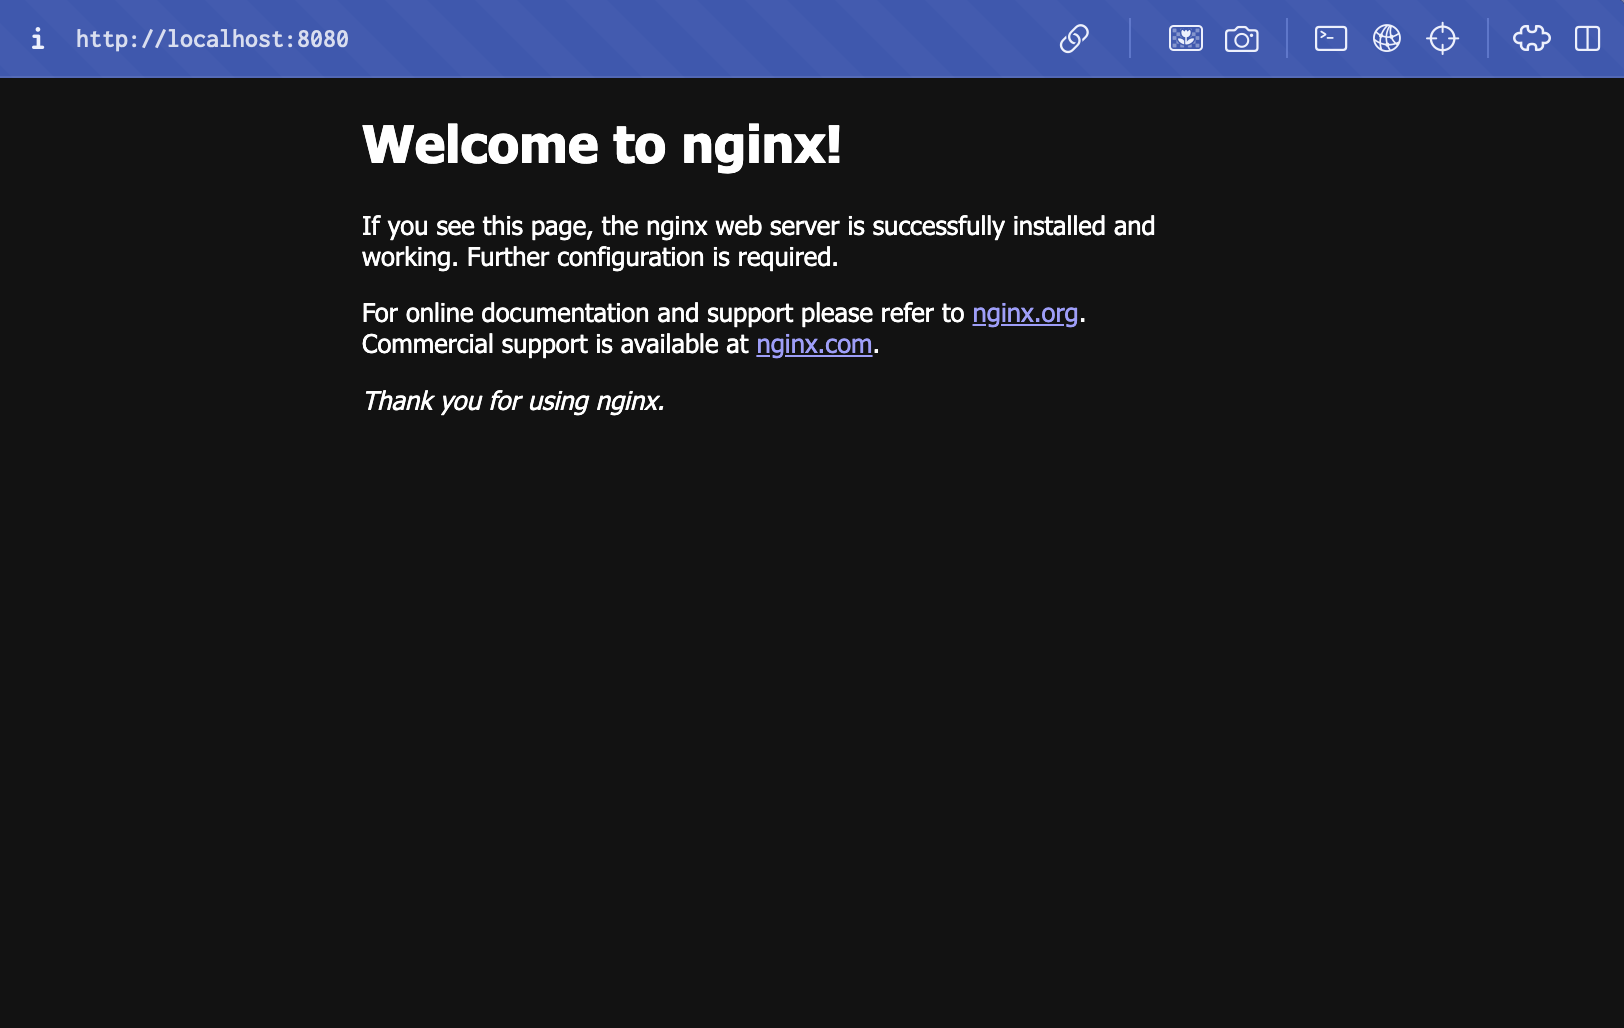 http://localhost:8080
Welcome to nginx!
If you see this page, the nginx web server is successfully installed and
working. Further configuration is required.
For online documentation and support please refer to nginx.org.
Commercial support is available at nginx.com.
Thank you for using nginx.